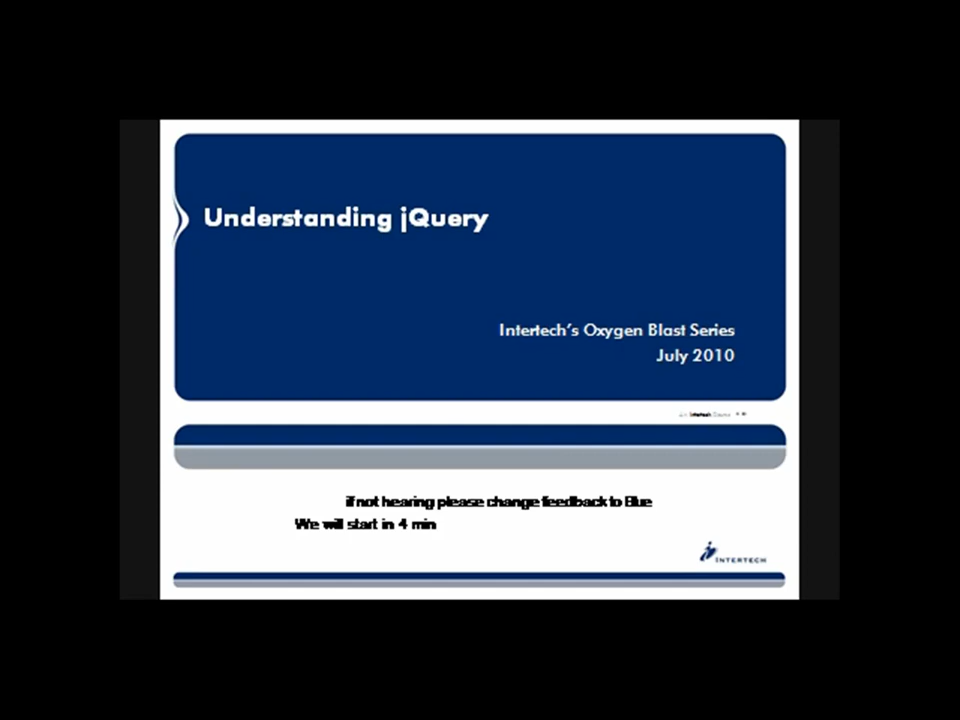 Understanding jQuery
Intertech's Oxygen Blast Series
July 2010
Intertech
if not hearing please change feedback to Blue
We will start in 4 min
INTERTECH